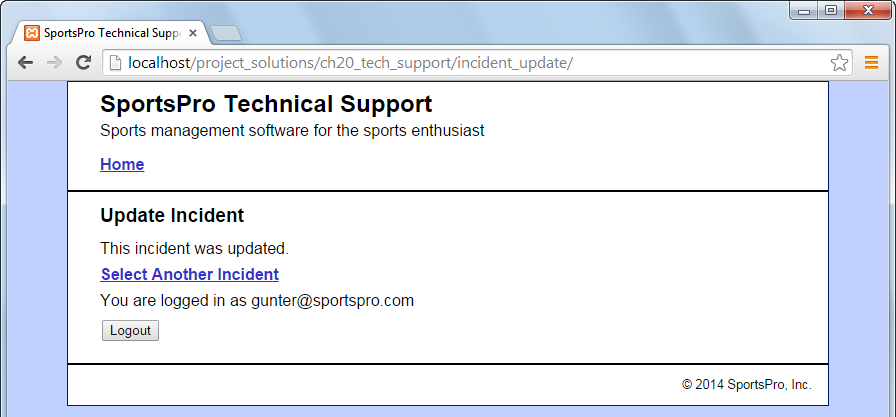 SportsPro Technical Supp
localhost/project_solutions/ch20_tech_support/incident_update/
SportsPro Technical Support
Sports management software for the sports enthusiast
Home
Update Incident
This incident was updated.
Select Another Incident
You are logged in as gunter@sportspro.com
Logout
© 2014 SportsPro, Inc.